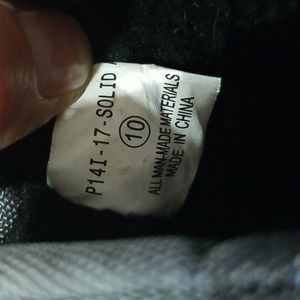 P14I-17-SOLID
10
ALL MAN-MADE MATERIALS
MADE IN CHINA